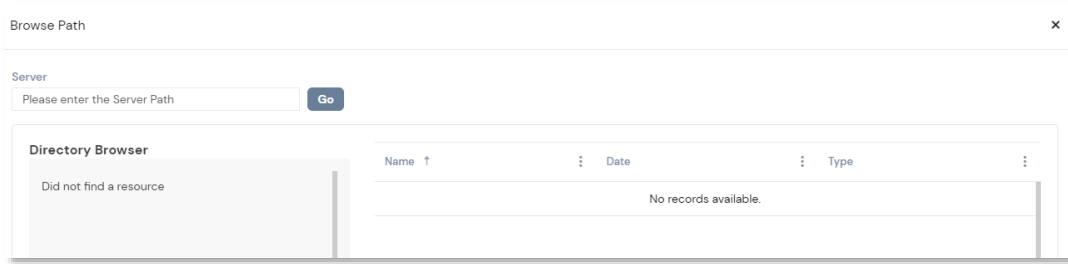 Browse Path ×
Server
Please enter the Server Path Go
Directory Browser
Name ↑ Date Type
Did not find a resource
No records available.